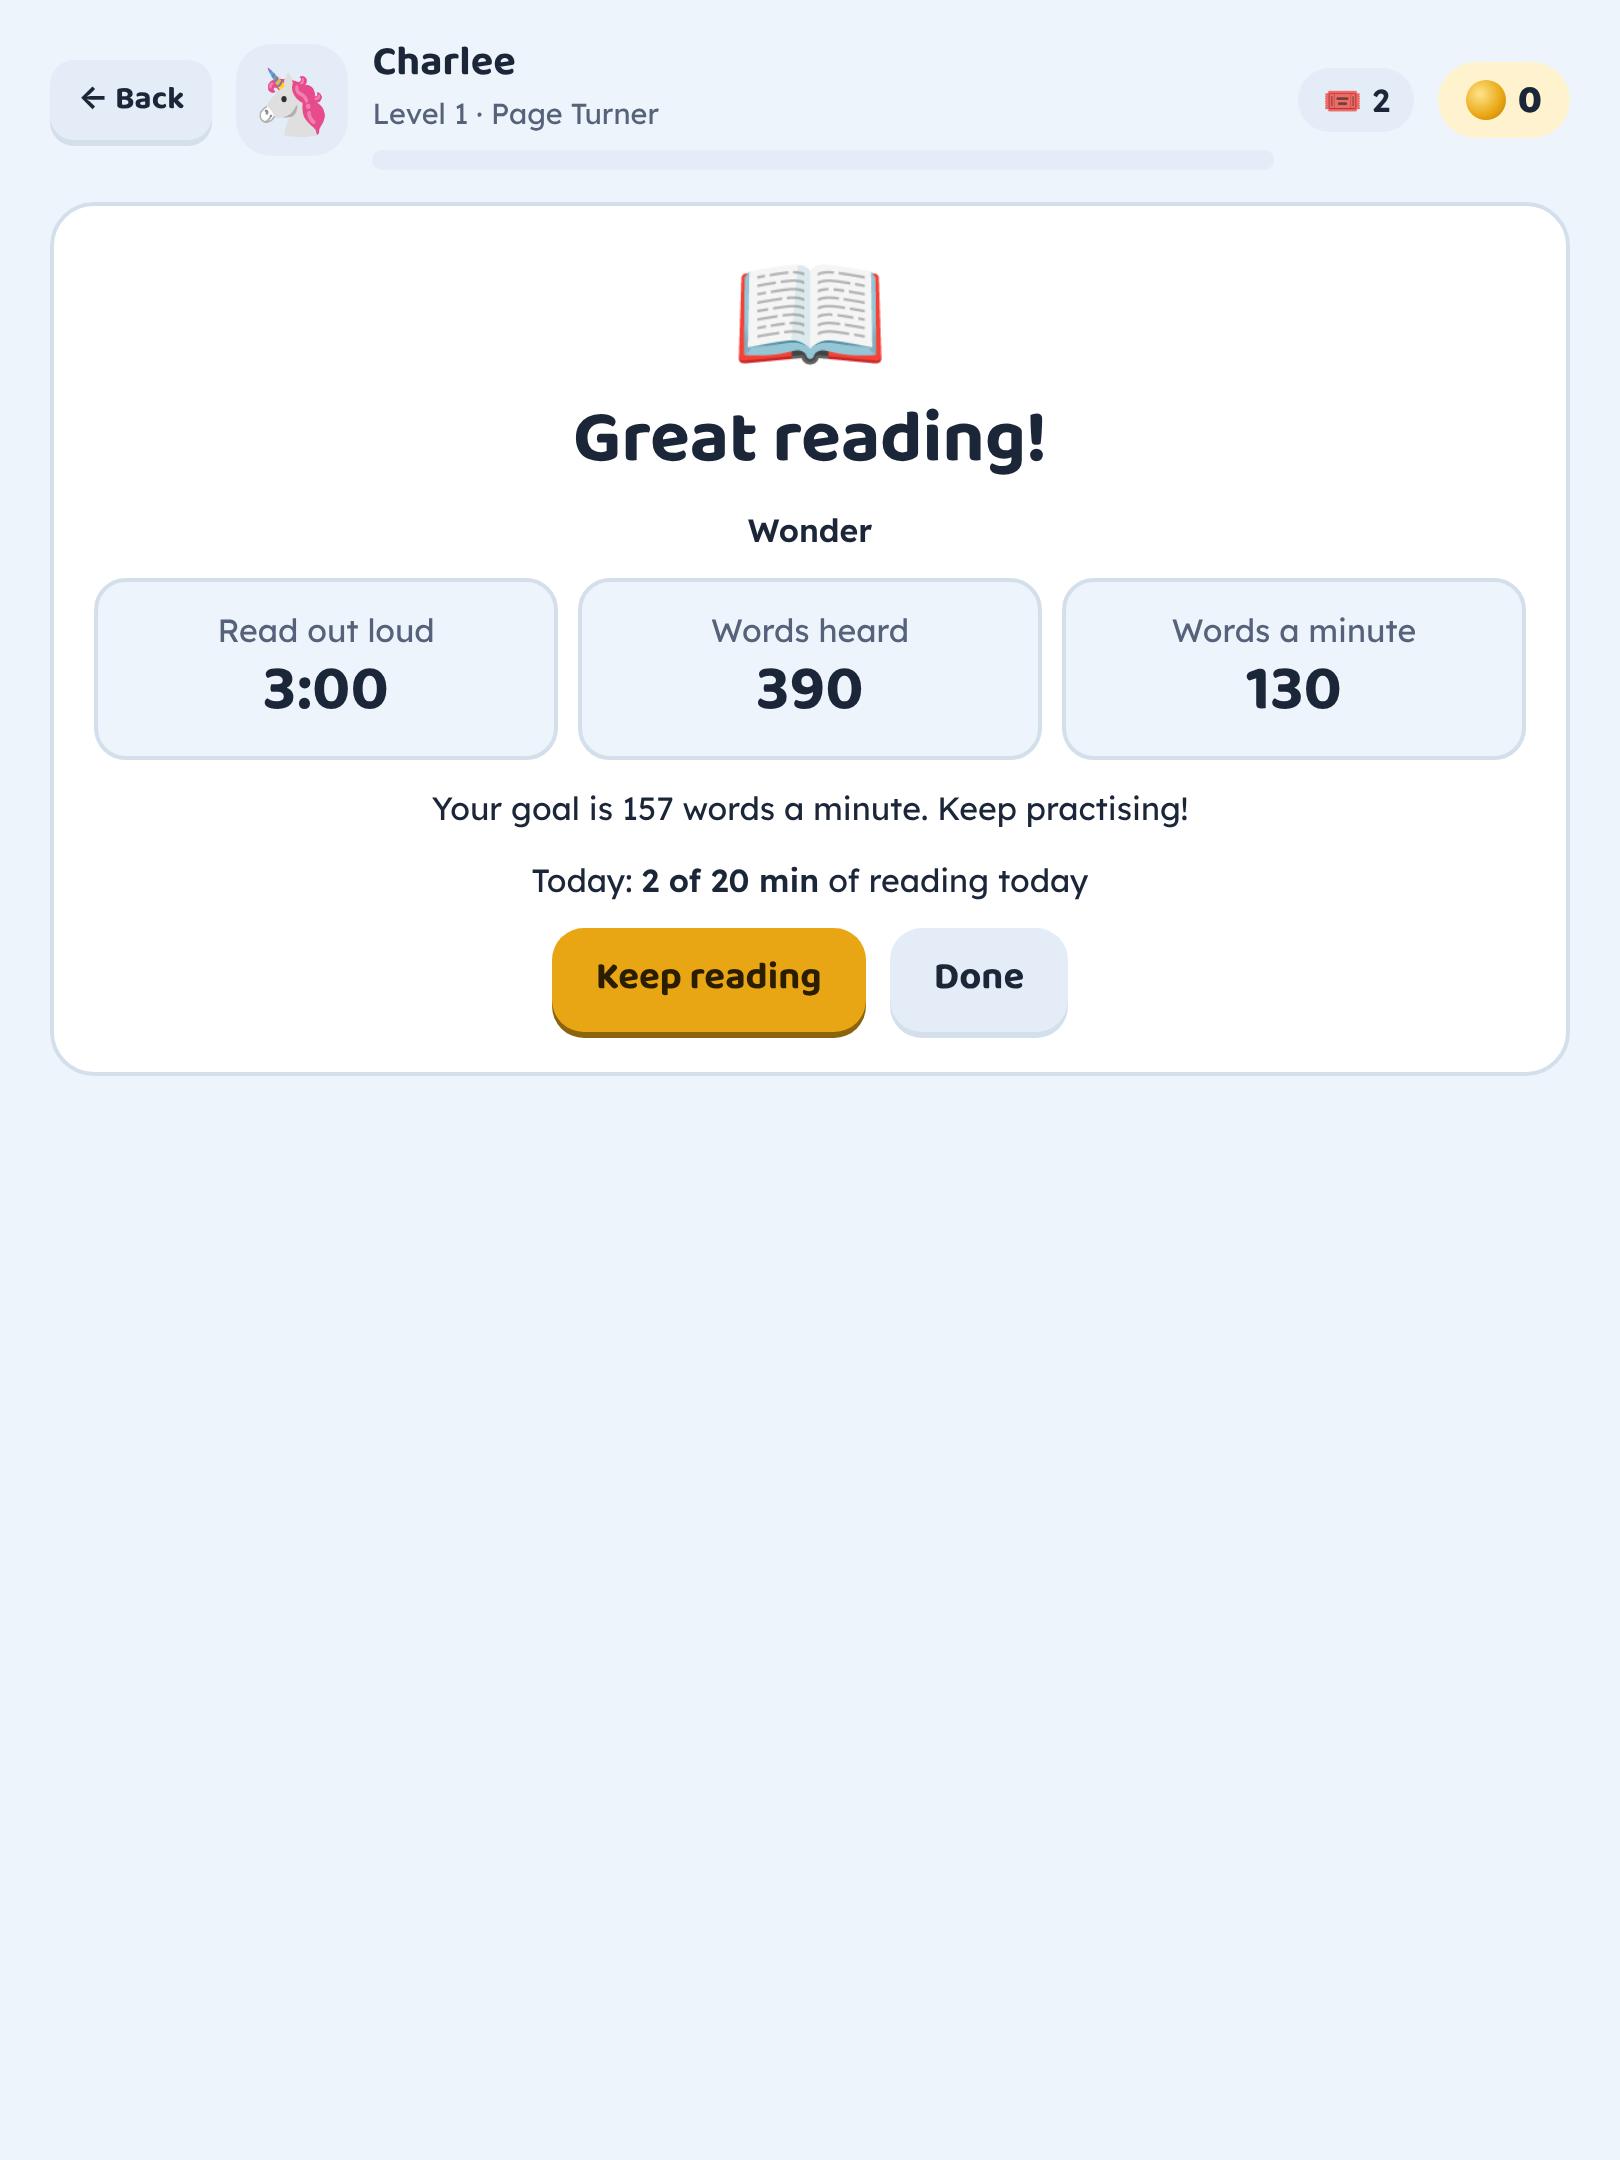 ← Back
Charlee
Level 1 · Page Turner
2
0
Great reading!
Wonder
Read out loud
3:00
Words heard
390
Words a minute
130
Your goal is 157 words a minute. Keep practising!
Today: 2 of 20 min of reading today
Keep reading
Done